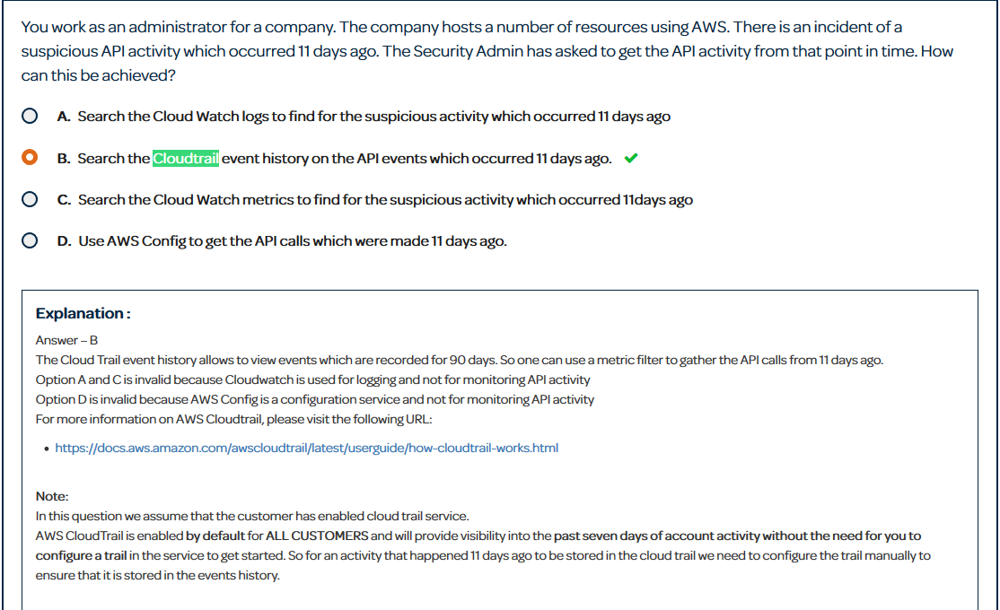 You work as an administrator for a company. The company hosts a number of resources using AWS. There is an incident of a
suspicious API activity which occurred 11 days ago. The Security Admin has asked to get the API activity from that point in time. How
can this be achieved?
A. Search the Cloud Watch logs to find for the suspicious activity which occurred 11 days ago
B. Search the Cloudtrail event history on the API events which occurred 11 days ago.
C. Search the Cloud Watch metrics to find for the suspicious activity which occurred 11days ago
D. Use AWS Config to get the API calls which were made 11 days ago.
Explanation :
Answer – B
The Cloud Trail event history allows to view events which are recorded for 90 days. So one can use a metric filter to gather the API calls from 11 days ago.
Option A and C is invalid because Cloudwatch is used for logging and not for monitoring API activity
Option D is invalid because AWS Config is a configuration service and not for monitoring API activity
For more information on AWS Cloudtrail, please visit the following URL:
• https://docs.aws.amazon.com/awscloudtrail/latest/userguide/how-cloudtrail-works.html
Note:
In this question we assume that the customer has enabled cloud trail service.
AWS CloudTrail is enabled by default for ALL CUSTOMERS and will provide visibility into the past seven days of account activity without the need for you to
configure a trail in the service to get started. So for an activity that happened 11 days ago to be stored in the cloud trail we need to configure the trail manually to
ensure that it is stored in the events history.